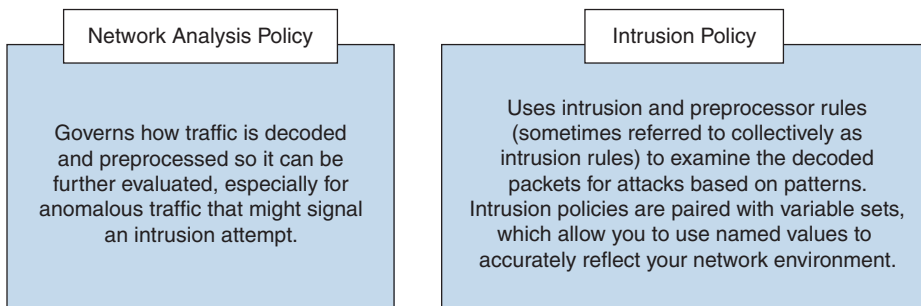 Network Analysis Policy
Governs how traffic is decoded
and preprocessed so it can be
further evaluated, especially for
anomalous traffic that might signal
an intrusion attempt.
Intrusion Policy
Uses intrusion and preprocessor rules
(sometimes referred to collectively as
intrusion rules) to examine the decoded
packets for attacks based on patterns.
Intrusion policies are paired with variable sets,
which allow you to use named values to
accurately reflect your network environment.